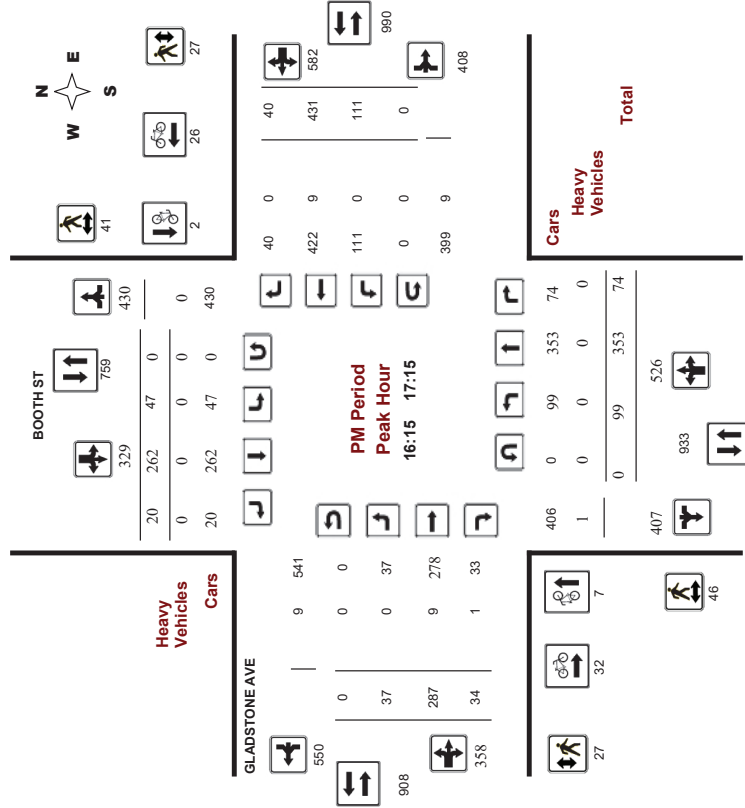 N
W E
S
41
27
2
26
BOOTH ST
759
329
430
20 262 47 0
0 0 0 0 0
20 262 47 0 430
Heavy
Vehicles
Cars
990
582
408
40 0 40
422 9 431
111 0 111
0 0 0
399 9
PM Period
Peak Hour
16:15 17:15
GLADSTONE AVE
541 9
550
0 0 0
37 0 37
278 9 287
33 1 34
908
358
Cars
Heavy
Vehicles
Total
406 0 99 353 74
1 0 0 0 0
0 99 353 74
407
526
933
27
32
7
46